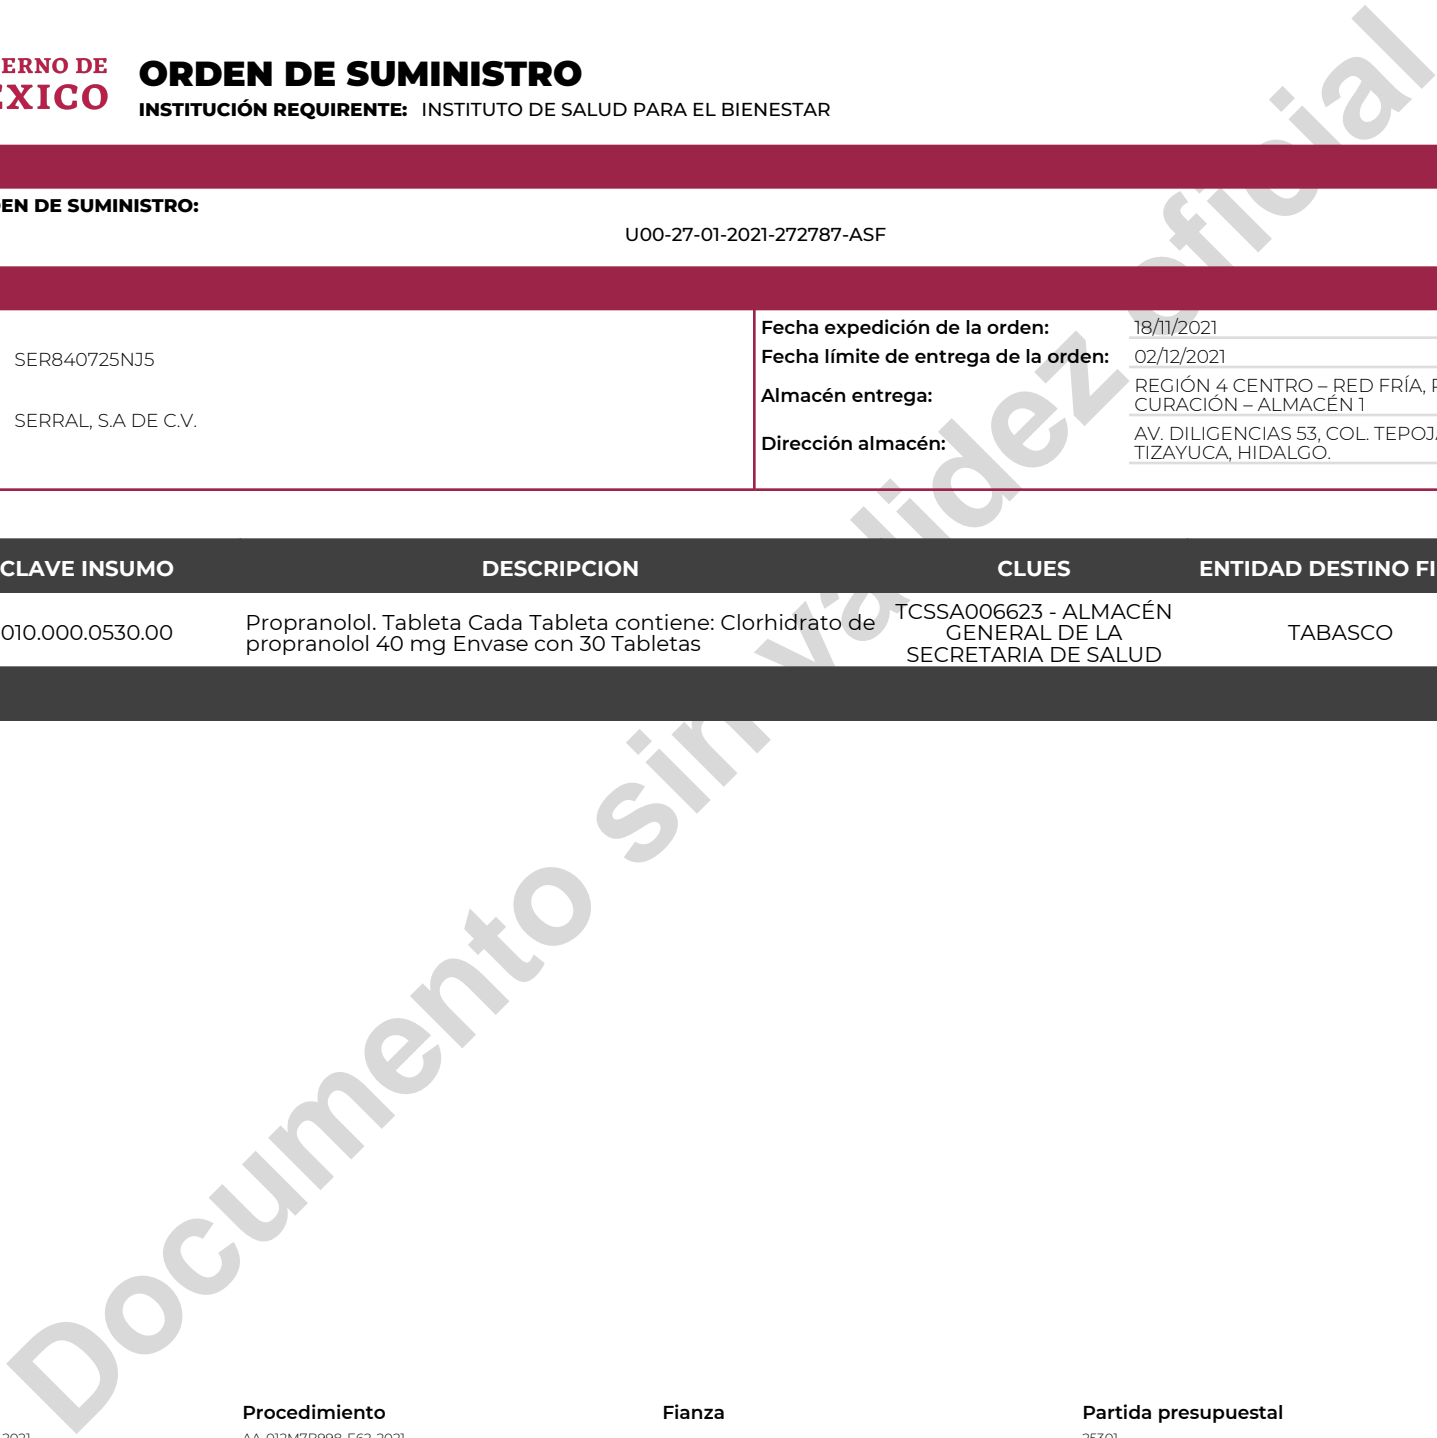 ERNO DE
ÉXICO
ORDEN DE SUMINISTRO
INSTITUCIÓN REQUIRENTE: INSTITUTO DE SALUD PARA EL BIENESTAR
EN DE SUMINISTRO:
U00-27-01-2021-272787-ASF
SER840725NJ5
SERRAL, S.A DE C.V.
Fecha expedición de la orden: 18/11/2021
Fecha límite de entrega de la orden: 02/12/2021
Almacén entrega: REGIÓN 4 CENTRO – RED FRÍA,
CURACIÓN – ALMACÉN 1
Dirección almacén: AV. DILIGENCIAS 53, COL. TEPOJ
TIZAYUCA, HIDALGO.
CLAVE INSUMO DESCRIPCION CLUES ENTIDAD DESTINO FI
010.000.0530.00
Propranolol. Tableta Cada Tableta contiene: Clorhidrato de
propranolol 40 mg Envase con 30 Tabletas
TCSSA006623 - ALMACÉN
GENERAL DE LA
SECRETARIA DE SALUD
TABASCO
Documento sin validez oficial
Procedimiento Fianza Partida presupuestal